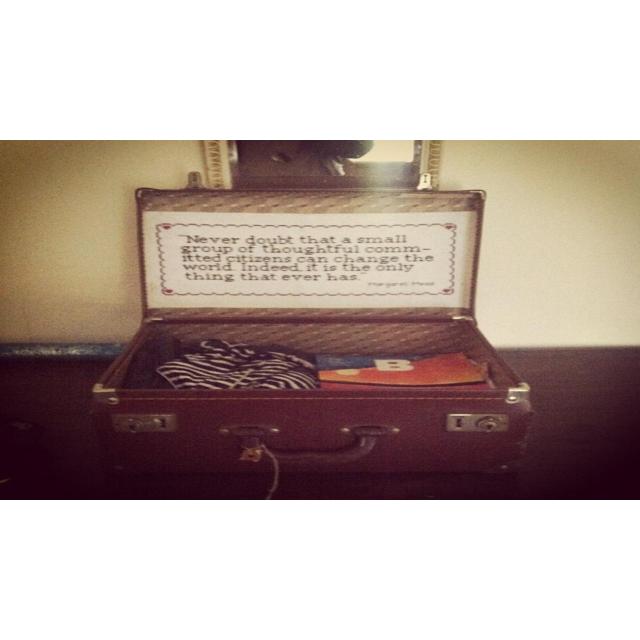 "Never doubt that a small
group of thoughtful comm-
itted citizens can change the
world. Indeed, it is the only
thing that ever has."
Margaret Mead
B